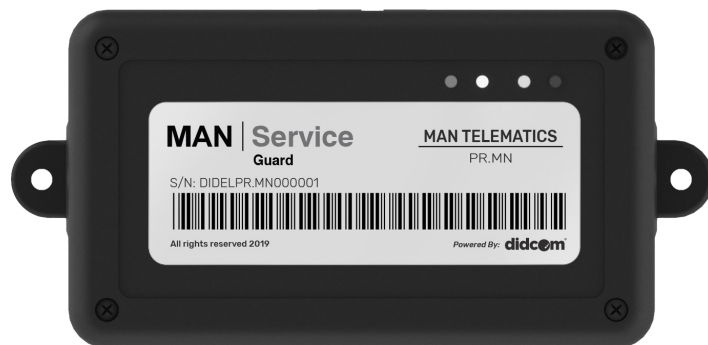 MAN | Service
Guard
MAN TELEMATICS
PR.MN
S/N: DIDELPR.MN000001
All rights reserved 2019
Powered By: didcom